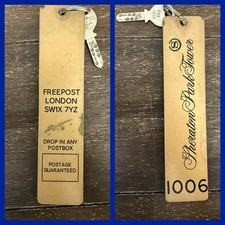 FREEPOST
LONDON
SW1X 7YZ
DROP IN ANY
POSTBOX
POSTAGE
GUARANTEED
S
Sheraton Park Tower
1006